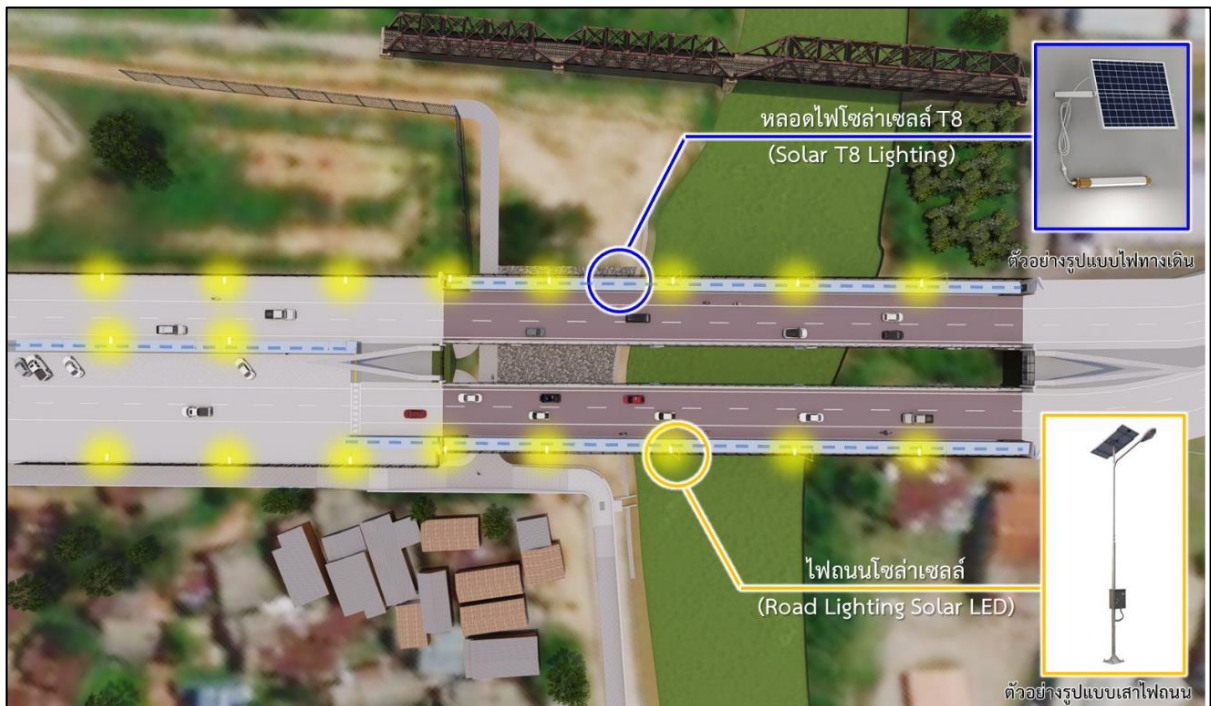 หลอดไฟโซล่าเซลล์ T8
(Solar T8 Lighting)
ตัวอย่างรูปแบบไฟทางเดิน
ไฟถนนโซล่าเซลล์
(Road Lighting Solar LED)
ตัวอย่างรูปแบบเสาไฟถนน